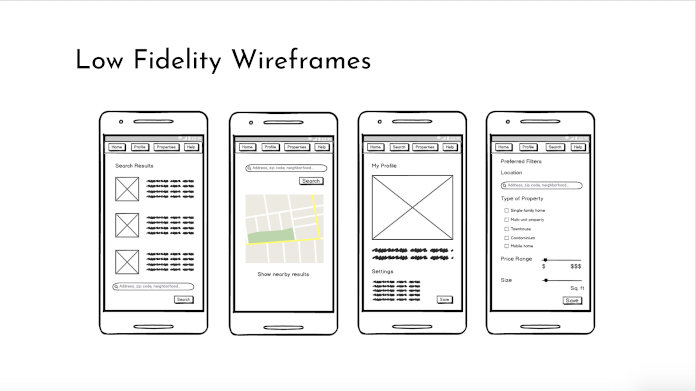 Low Fidelity Wireframes
Home Profile Properties Help
Search Results
Address, zip code, neighborhood...
Search
Home Profile Properties Help
Address, zip code, neighborhood...
Search
Show nearby results
Home Search Properties Help
My Profile
Settings
Save
Home Profile Search Help
Preferred Filters
Location
Address, zip code, neighborhood...
Type of Property
Single-family home
Multi-unit property
Townhouse
Condominium
Mobile home
Price Range
$ $$$
Size
Sq. ft
Save